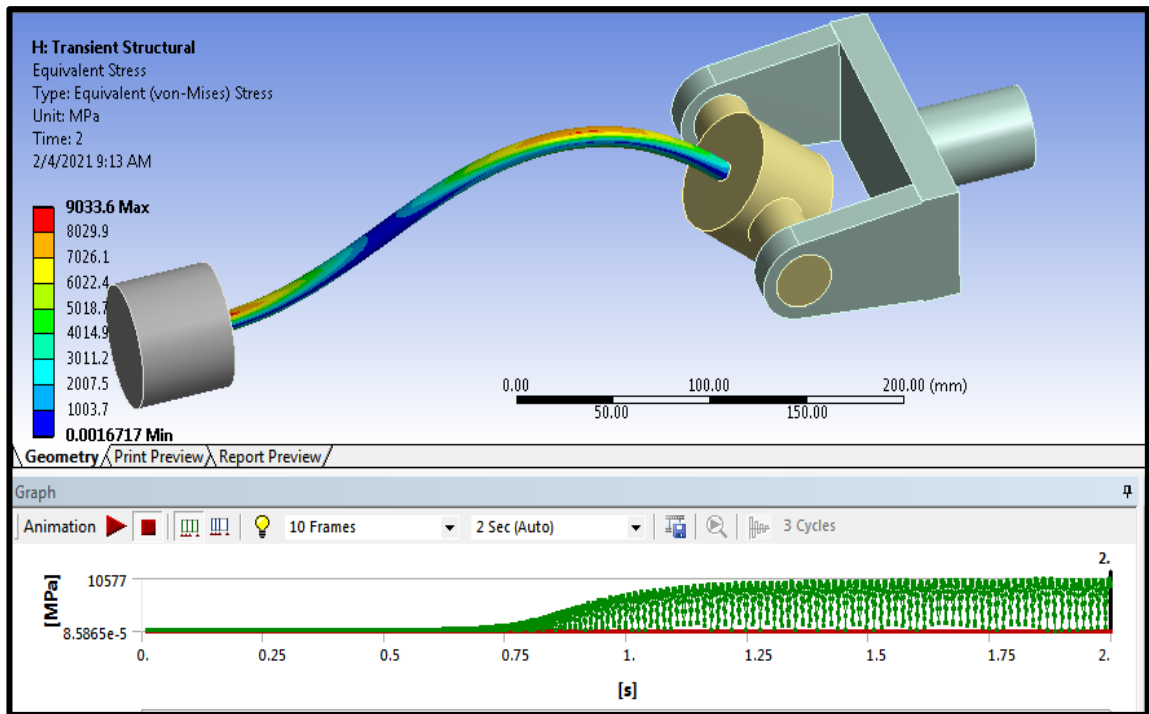 H: Transient Structural
Equivalent Stress
Type: Equivalent (von-Mises) Stress
Unit: MPa
Time: 2
2/4/2021 9:13 AM
9033.6 Max
8029.9
7026.1
6022.4
5018.7
4014.9
3011.2
2007.5
1003.7
0.0016717 Min
0.00 100.00 200.00 (mm)
50.00 150.00
Geometry Print Preview Report Preview
Graph
Animation 10 Frames 2 Sec (Auto) 3 Cycles
2.
[MPa]
10577
8.5865e-5
0. 0.25 0.5 0.75 1. 1.25 1.5 1.75 2.
[s]